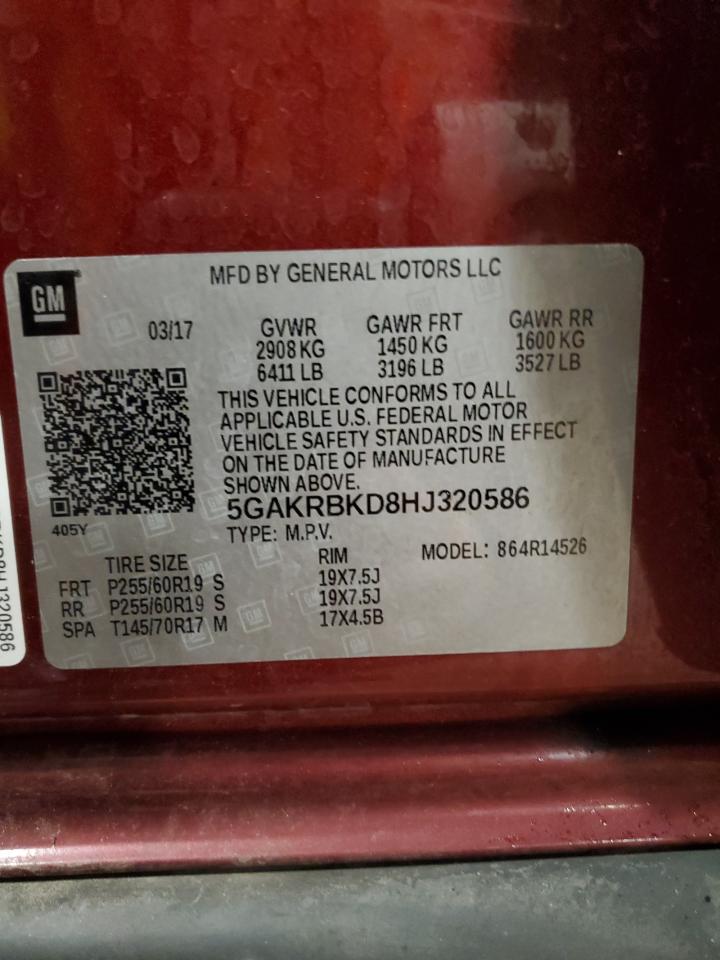 GM
MFD BY GENERAL MOTORS LLC
03/17
GVWR GAWR FRT GAWR RR
2908 KG 1450 KG 1600 KG
6411 LB 3196 LB 3527 LB
THIS VEHICLE CONFORMS TO ALL
APPLICABLE U.S. FEDERAL MOTOR
VEHICLE SAFETY STANDARDS IN EFFECT
ON THE DATE OF MANUFACTURE
SHOWN ABOVE.
5GAKRBKD8HJ320586
405Y
TYPE: M.P.V.
MODEL: 864R14526
TIRE SIZE RIM
FRT P255/60R19 S 19X7.5J
RR P255/60R19 S 19X7.5J
SPA T145/70R17 M 17X4.5B